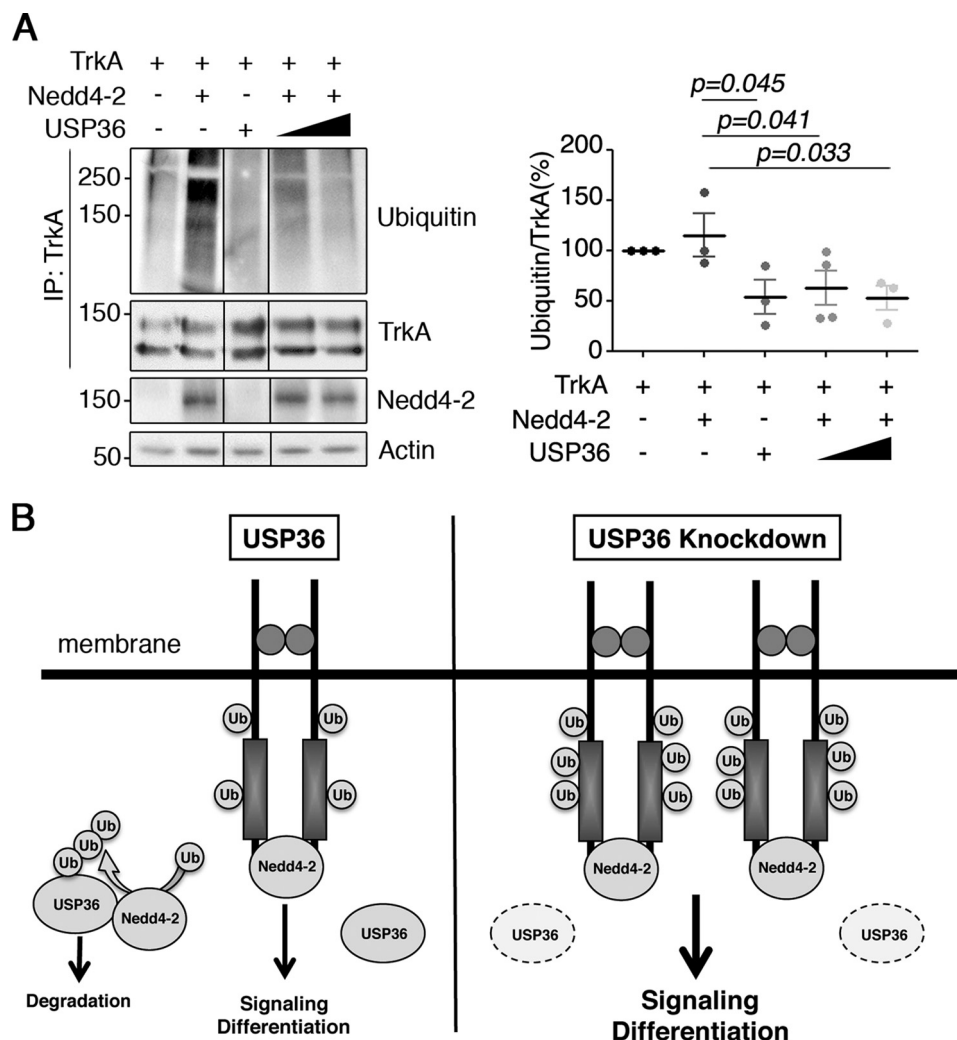 A
TrkA + + + + +
Nedd4-2 - + - + +
USP36 - - +
IP: TrkA
250
150
Ubiquitin
150
TrkA
150
Nedd4-2
50
Actin
p=0.045
p=0.041
p=0.033
Ubiquitin/TrkA(%)
200
150
100
50
0
TrkA + + + + +
Nedd4-2 - + - + +
USP36 - - +
B
USP36
USP36 Knockdown
membrane
Ub Ub Ub Ub Ub Ub
Ub Ub Ub Ub
Ub Ub Ub Ub Ub Ub
Ub
Ub
Ub Ub
Nedd4-2 Nedd4-2 Nedd4-2
USP36 Nedd4-2
USP36 USP36 USP36
Degradation
Signaling
Differentiation
Signaling
Differentiation